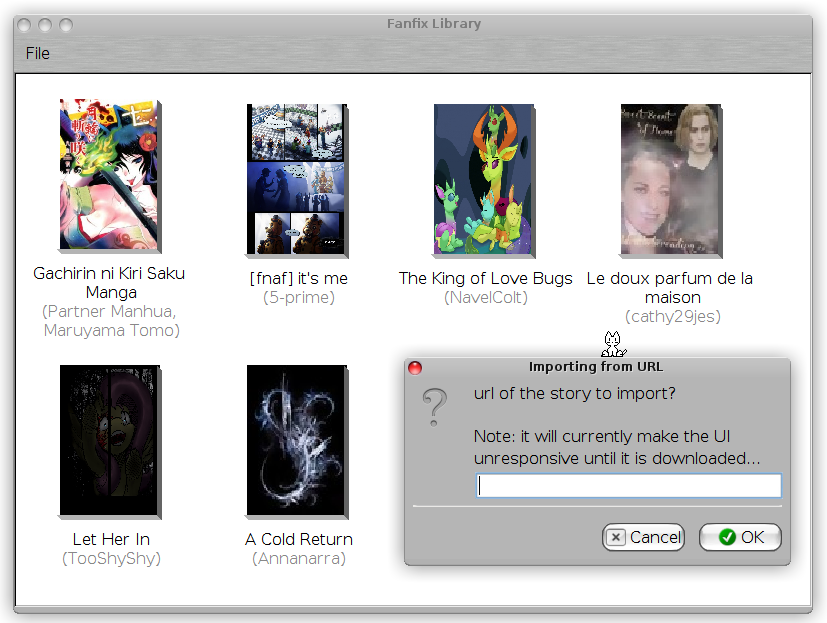 Fanfix Library
File
Gachirin ni Kiri Saku
Manga
(Partner Manhua,
Maruyama Tomo)
[fnaf] it's me
(5-prime)
The King of Love Bugs
(NavelColt)
Le doux parfum de la
maison
(cathy29jes)
Let Her In
(TooShyShy)
A Cold Return
(Annanarra)
Importing from URL
url of the story to import?
Note: it will currently make the UI
unresponsive until it is downloaded...
Cancel
OK